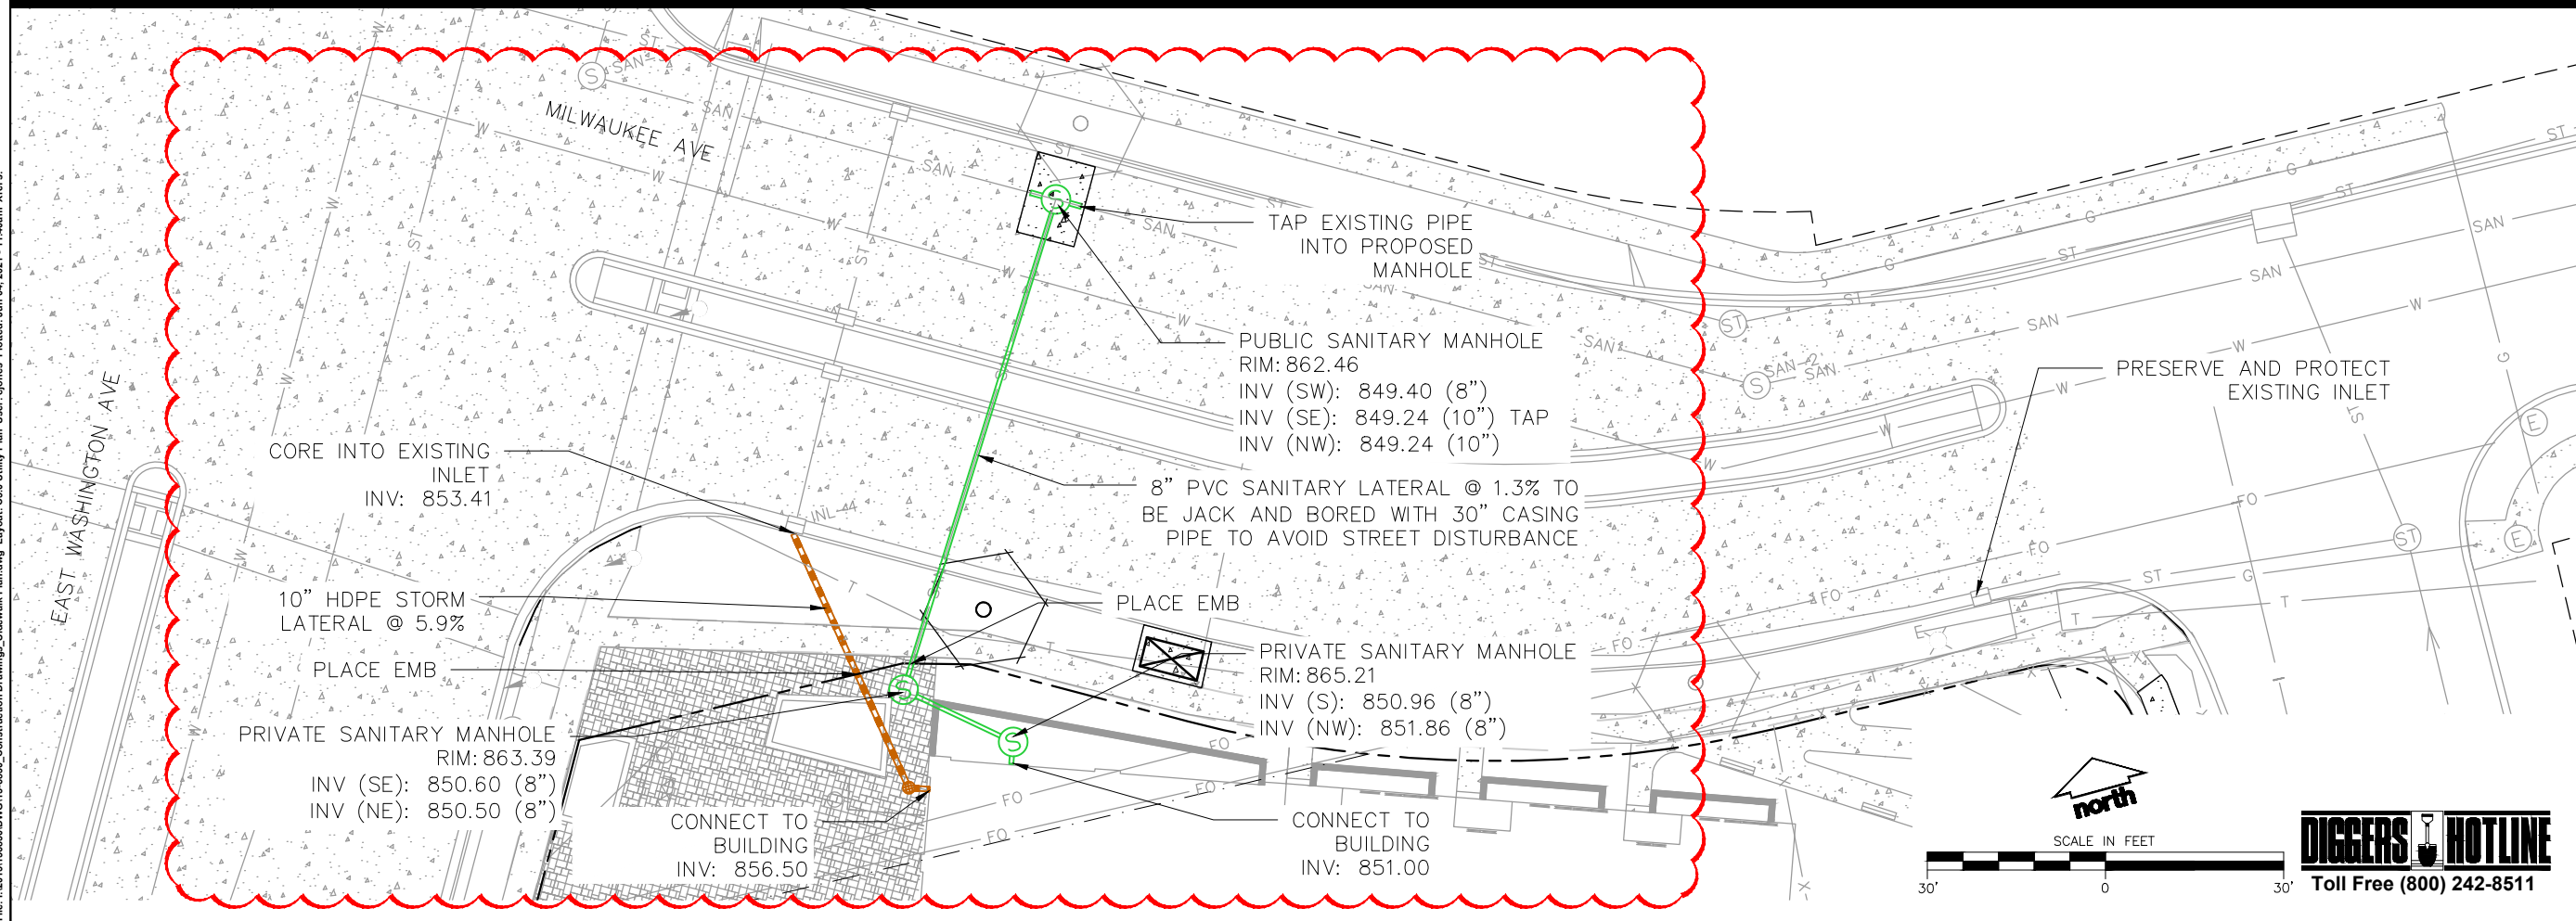 MILWAUKEE AVE
EAST WASHINGTON AVE
TAP EXISTING PIPE
INTO PROPOSED
MANHOLE
PUBLIC SANITARY MANHOLE
RIM: 862.46
INV (SW): 849.40 (8")
INV (SE): 849.24 (10") TAP
INV (NW): 849.24 (10")
PRESERVE AND PROTECT
EXISTING INLET
CORE INTO EXISTING
INLET
INV: 853.41
INL-4
8" PVC SANITARY LATERAL @ 1.3% TO
BE JACK AND BORED WITH 30" CASING
PIPE TO AVOID STREET DISTURBANCE
10" HDPE STORM
LATERAL @ 5.9%
PLACE EMB
PLACE EMB
PRIVATE SANITARY MANHOLE
RIM: 865.21
INV (S): 850.96 (8")
INV (NW): 851.86 (8")
PRIVATE SANITARY MANHOLE
RIM: 863.39
INV (SE): 850.60 (8")
INV (NE): 850.50 (8")
CONNECT TO
BUILDING
INV: 856.50
CONNECT TO
BUILDING
INV: 851.00
SAN-2
north
SCALE IN FEET
30' 0 30'
DIGGERS HOTLINE
Toll Free (800) 242-8511